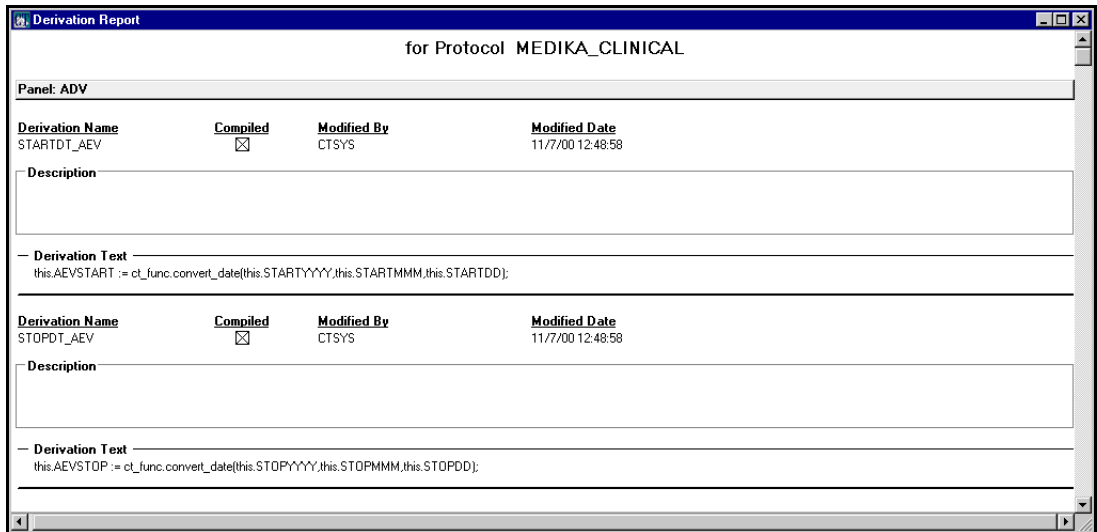 Derivation Report
for Protocol MEDIKA_CLINICAL
Panel: ADV
Derivation Name Compiled Modified By Modified Date
STARTDT_AEV CTSYS 11/7/00 12:48:58
Description
Derivation Text
this.AEVSTART := ct_func.convert_date(this.STARTYYYY,this.STARTMMM,this.STARTDD);
Derivation Name Compiled Modified By Modified Date
STOPDT_AEV CTSYS 11/7/00 12:48:58
Description
Derivation Text
this.AEVSTOP := ct_func.convert_date(this.STOPYYYY,this.STOPMMM,this.STOPDD);